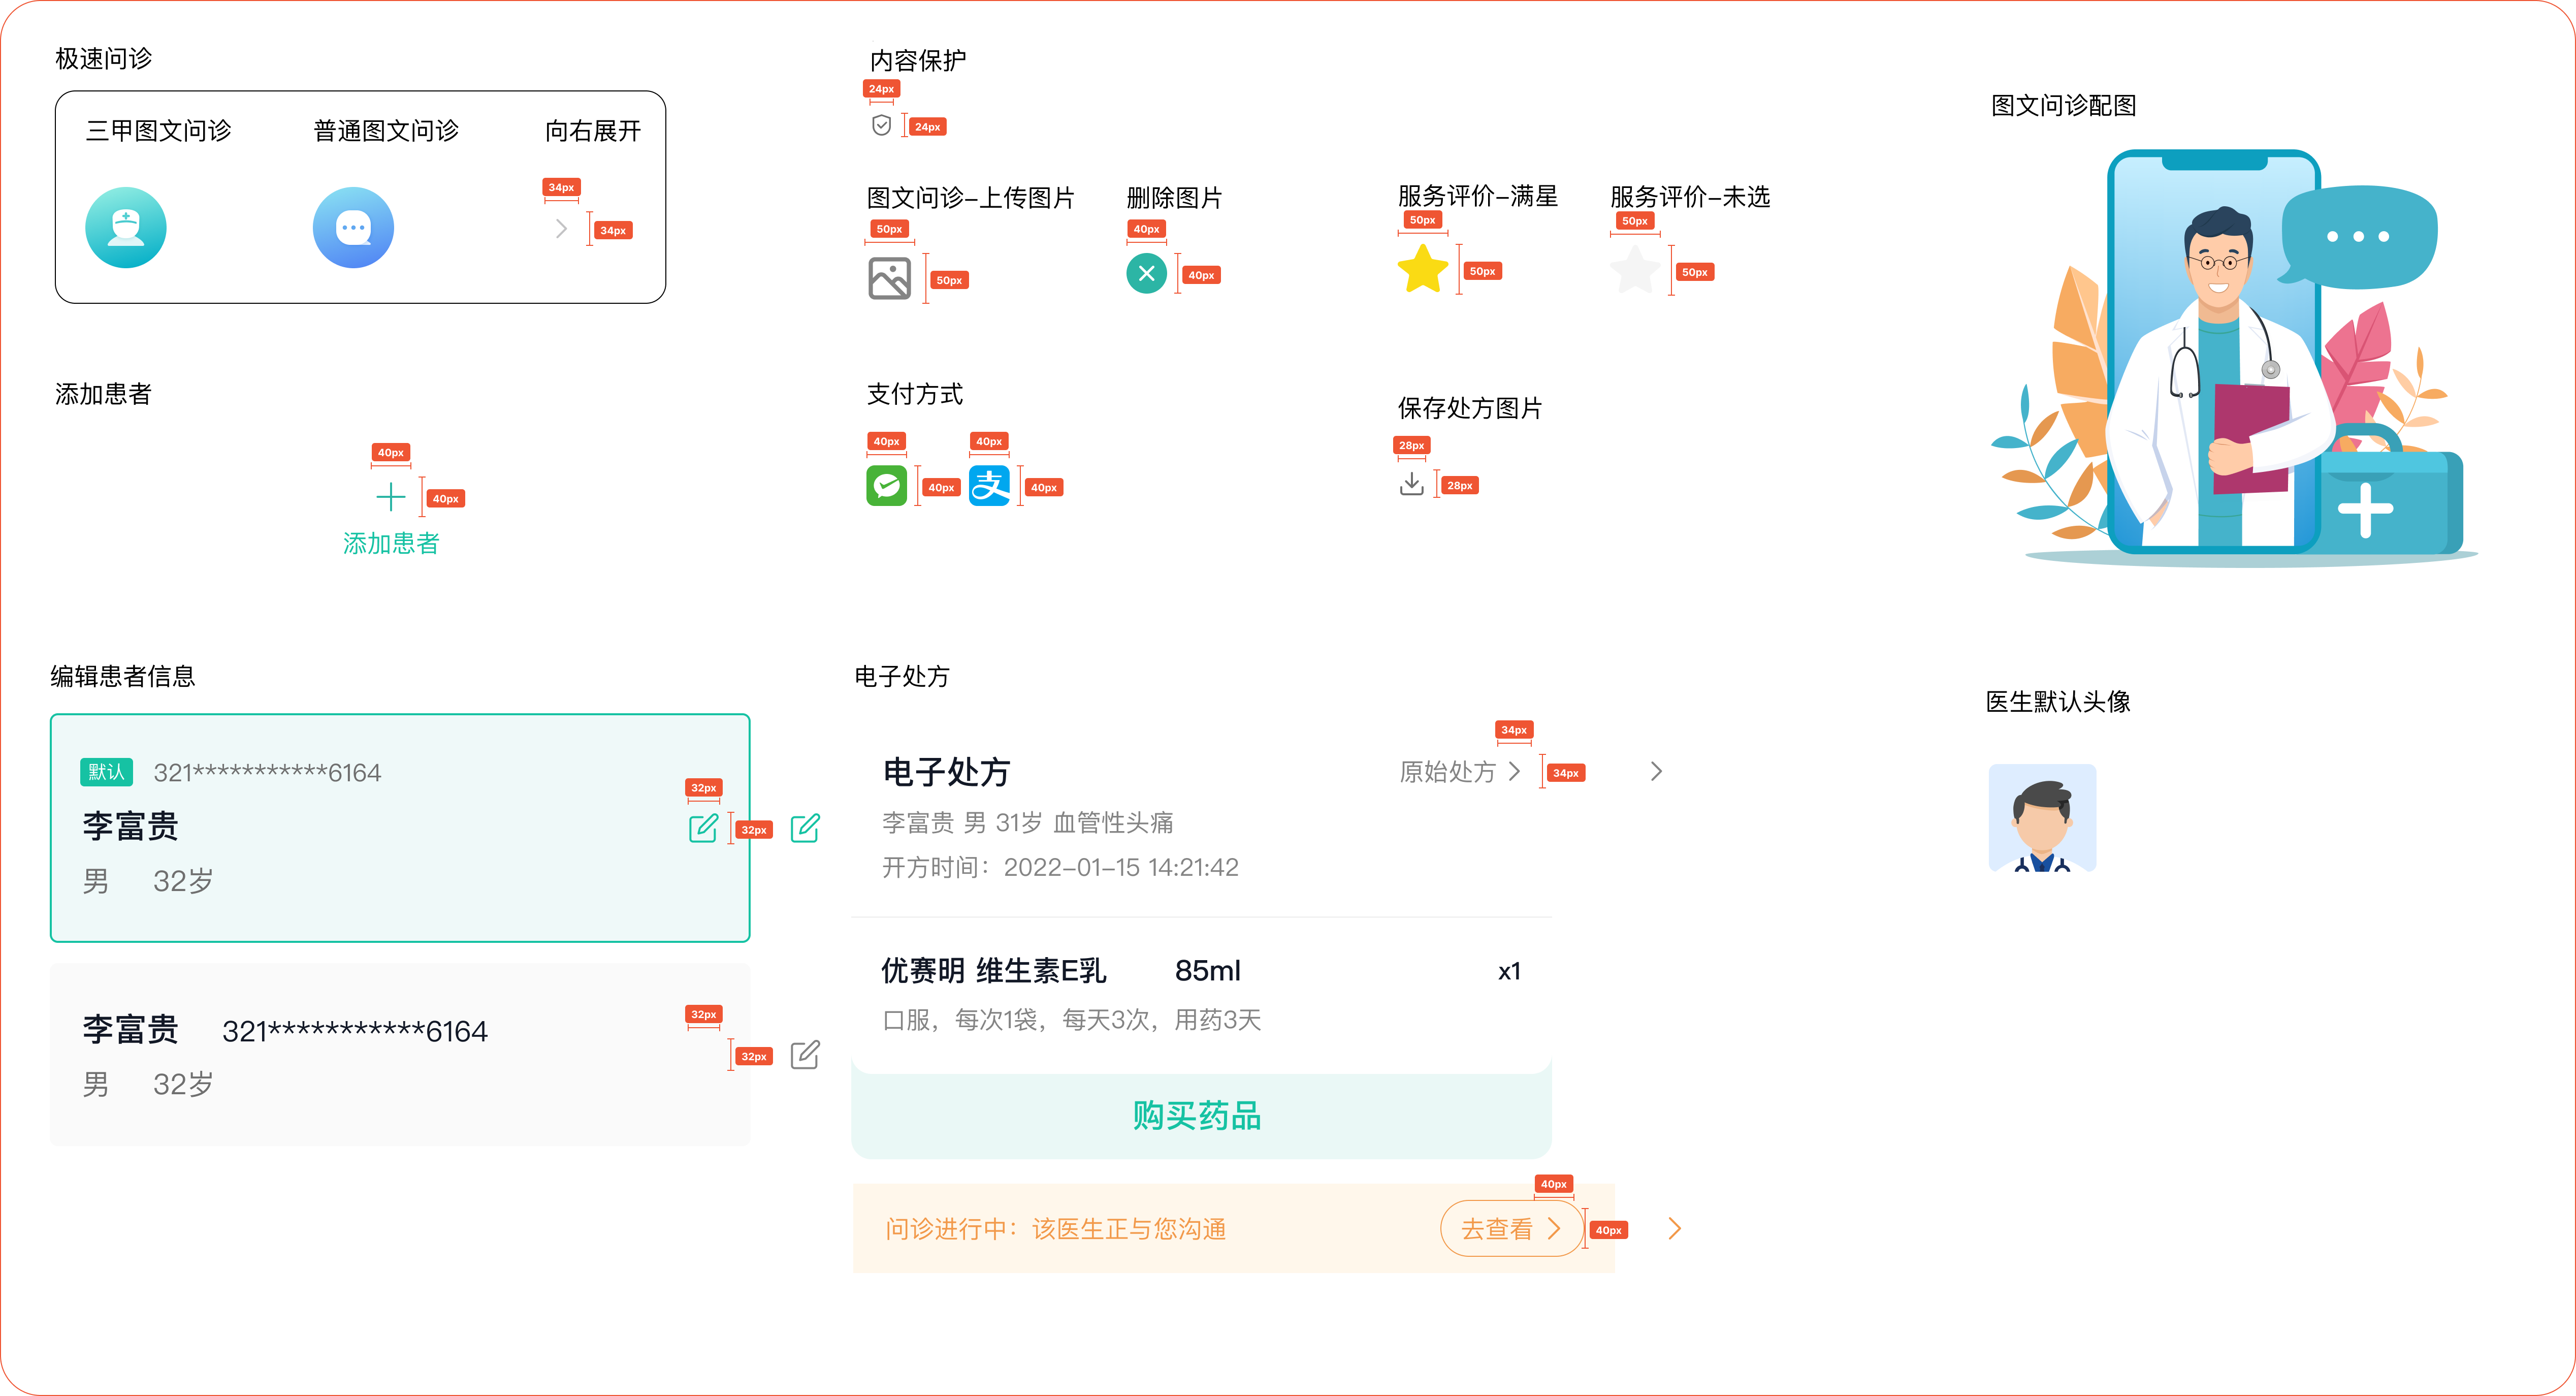 极速问诊
三甲图文问诊
普通图文问诊
向右展开
34px
34px
内容保护
24px
24px
图文问诊-上传图片
50px
50px
删除图片
40px
40px
服务评价-满星
50px
50px
服务评价-未选
50px
50px
图文问诊配图
添加患者
40px
40px
添加患者
支付方式
40px
40px
40px
40px
支
保存处方图片
28px
28px
编辑患者信息
默认 321***********6164
李富贵
男 32岁
32px
32px
李富贵 321***********6164
男 32岁
32px
32px
电子处方
电子处方
原始处方
34px
34px
李富贵 男 31岁 血管性头痛
开方时间：2022-01-15 14:21:42
优赛明 维生素E乳 85ml x1
口服，每次1袋，每天3次，用药3天
购买药品
问诊进行中：该医生正与您沟通
去查看
40px
40px
医生默认头像